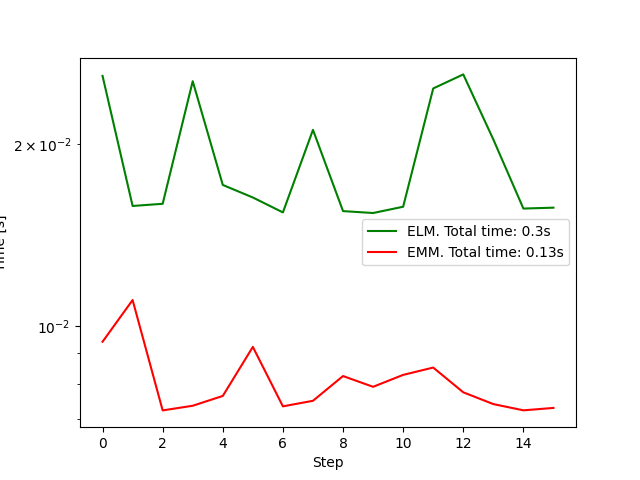 2 × 10⁻²
10⁻²
Time [s]
ELM. Total time: 0.3s
EMM. Total time: 0.13s
0 2 4 6 8 10 12 14
Step